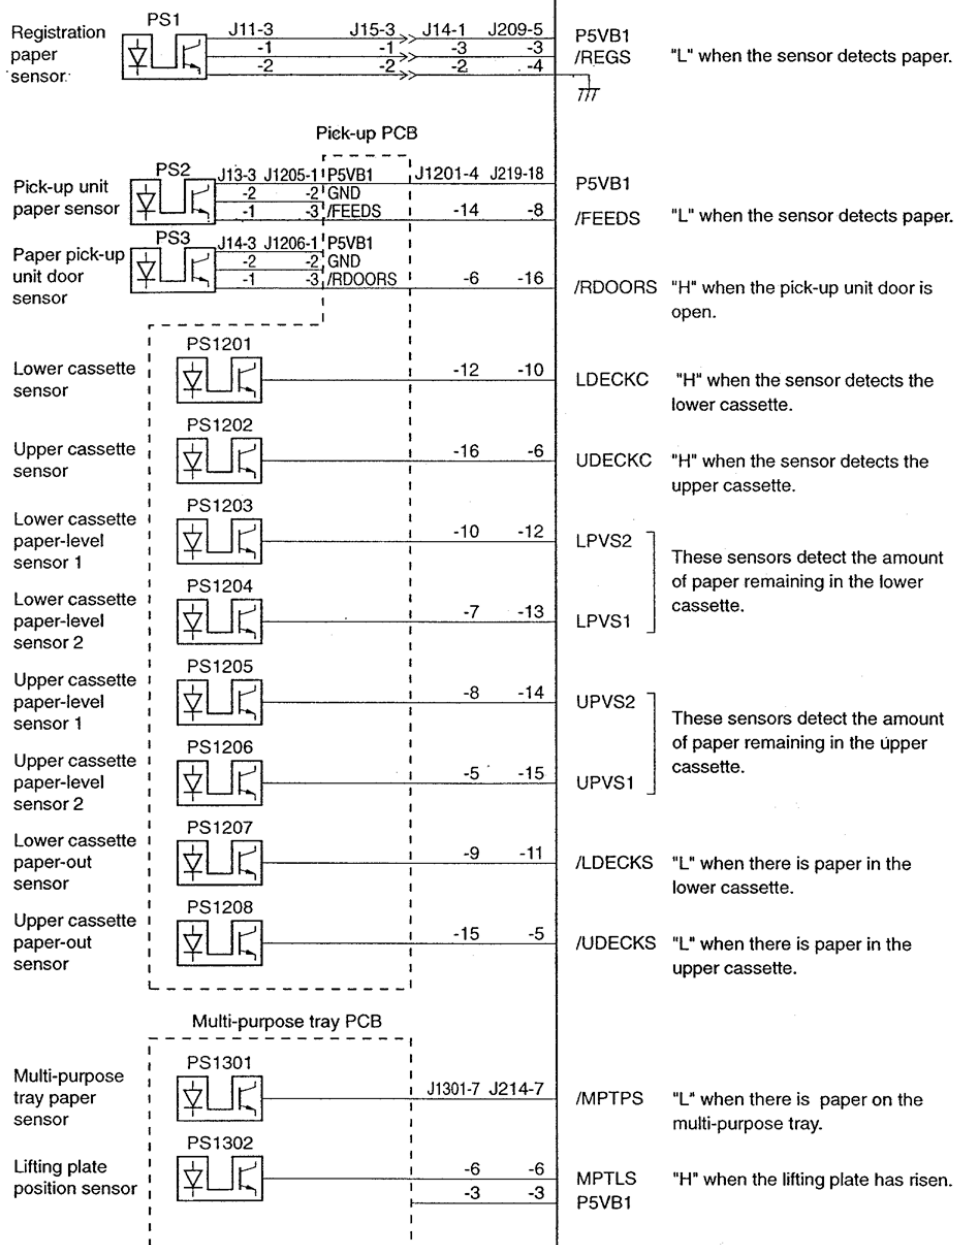 PS1
Registration
paper
sensor
J11-3 J15-3 J14-1 J209-5
-1 -1 -3 -3
-2 -2 -2 -4
P5VB1
/REGS "L" when the sensor detects paper.
Pick-up PCB
PS2
Pick-up unit
paper sensor
J13-3 J1205-1 P5VB1 J1201-4 J219-18 P5VB1
-2 -2 GND
-1 -3 /FEEDS -14 -8 /FEEDS "L" when the sensor detects paper.
PS3
Paper pick-up
unit door
sensor
J14-3 J1206-1 P5VB1
-2 -2 GND
-1 -3 /RDOORS -6 -16 /RDOORS "H" when the pick-up unit door is
open.
PS1201
Lower cassette
sensor
-12 -10 LDECKC "H" when the sensor detects the
lower cassette.
PS1202
Upper cassette
sensor
-16 -6 UDECKC "H" when the sensor detects the
upper cassette.
PS1203
Lower cassette
paper-level
sensor 1
-10 -12 LPVS2
PS1204
Lower cassette
paper-level
sensor 2
-7 -13 LPVS1
These sensors detect the amount
of paper remaining in the lower
cassette.
PS1205
Upper cassette
paper-level
sensor 1
-8 -14 UPVS2
PS1206
Upper cassette
paper-level
sensor 2
-5 -15 UPVS1
These sensors detect the amount
of paper remaining in the upper
cassette.
PS1207
Lower cassette
paper-out
sensor
-9 -11 /LDECKS "L" when there is paper in the
lower cassette.
PS1208
Upper cassette
paper-out
sensor
-15 -5 /UDECKS "L" when there is paper in the
upper cassette.
Multi-purpose tray PCB
PS1301
Multi-purpose
tray paper
sensor
J1301-7 J214-7 /MPTPS "L" when there is paper on the
multi-purpose tray.
PS1302
Lifting plate
position sensor
-6 -6 MPTLS "H" when the lifting plate has risen.
-3 -3 P5VB1